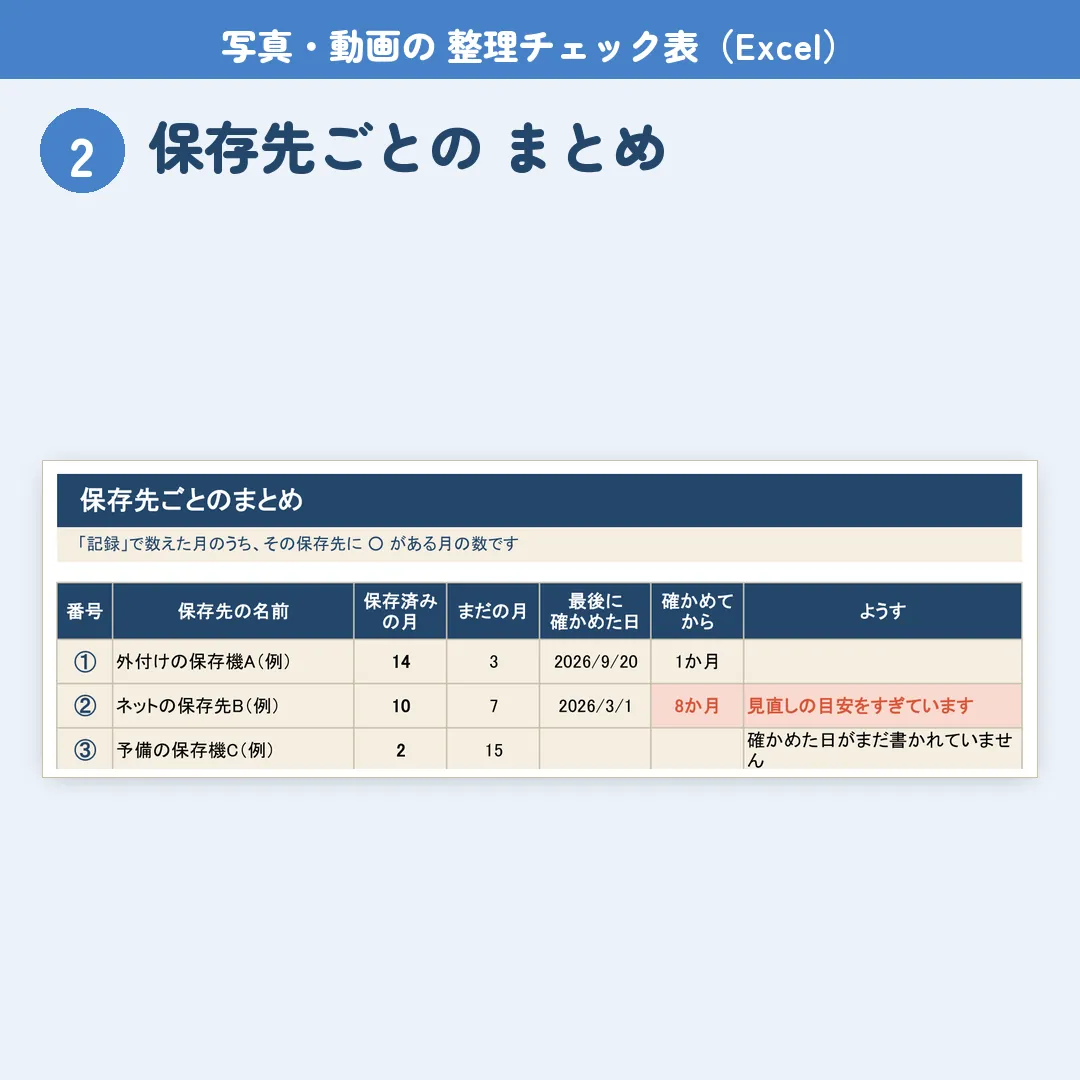 写真・動画の 整理チェック表（Excel）
2 保存先ごとの まとめ
保存先ごとのまとめ
「記録」で数えた月のうち、その保存先に 〇 がある月の数です
番号 保存先の名前 保存済みの月 まだの月 最後に確かめた日 確かめてから ようす
① 外付けの保存機A（例） 14 3 2026/9/20 1か月
② ネットの保存先B（例） 10 7 2026/3/1 8か月 見直しの目安をすぎています
③ 予備の保存機C（例） 2 15 確かめた日がまだ書かれていません